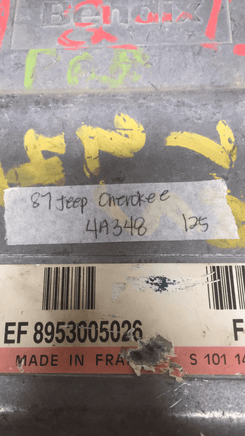 Bendix
87 Jeep Cherokee
4A348 125
EF 8953005026 F
MADE IN FRA S 101 14